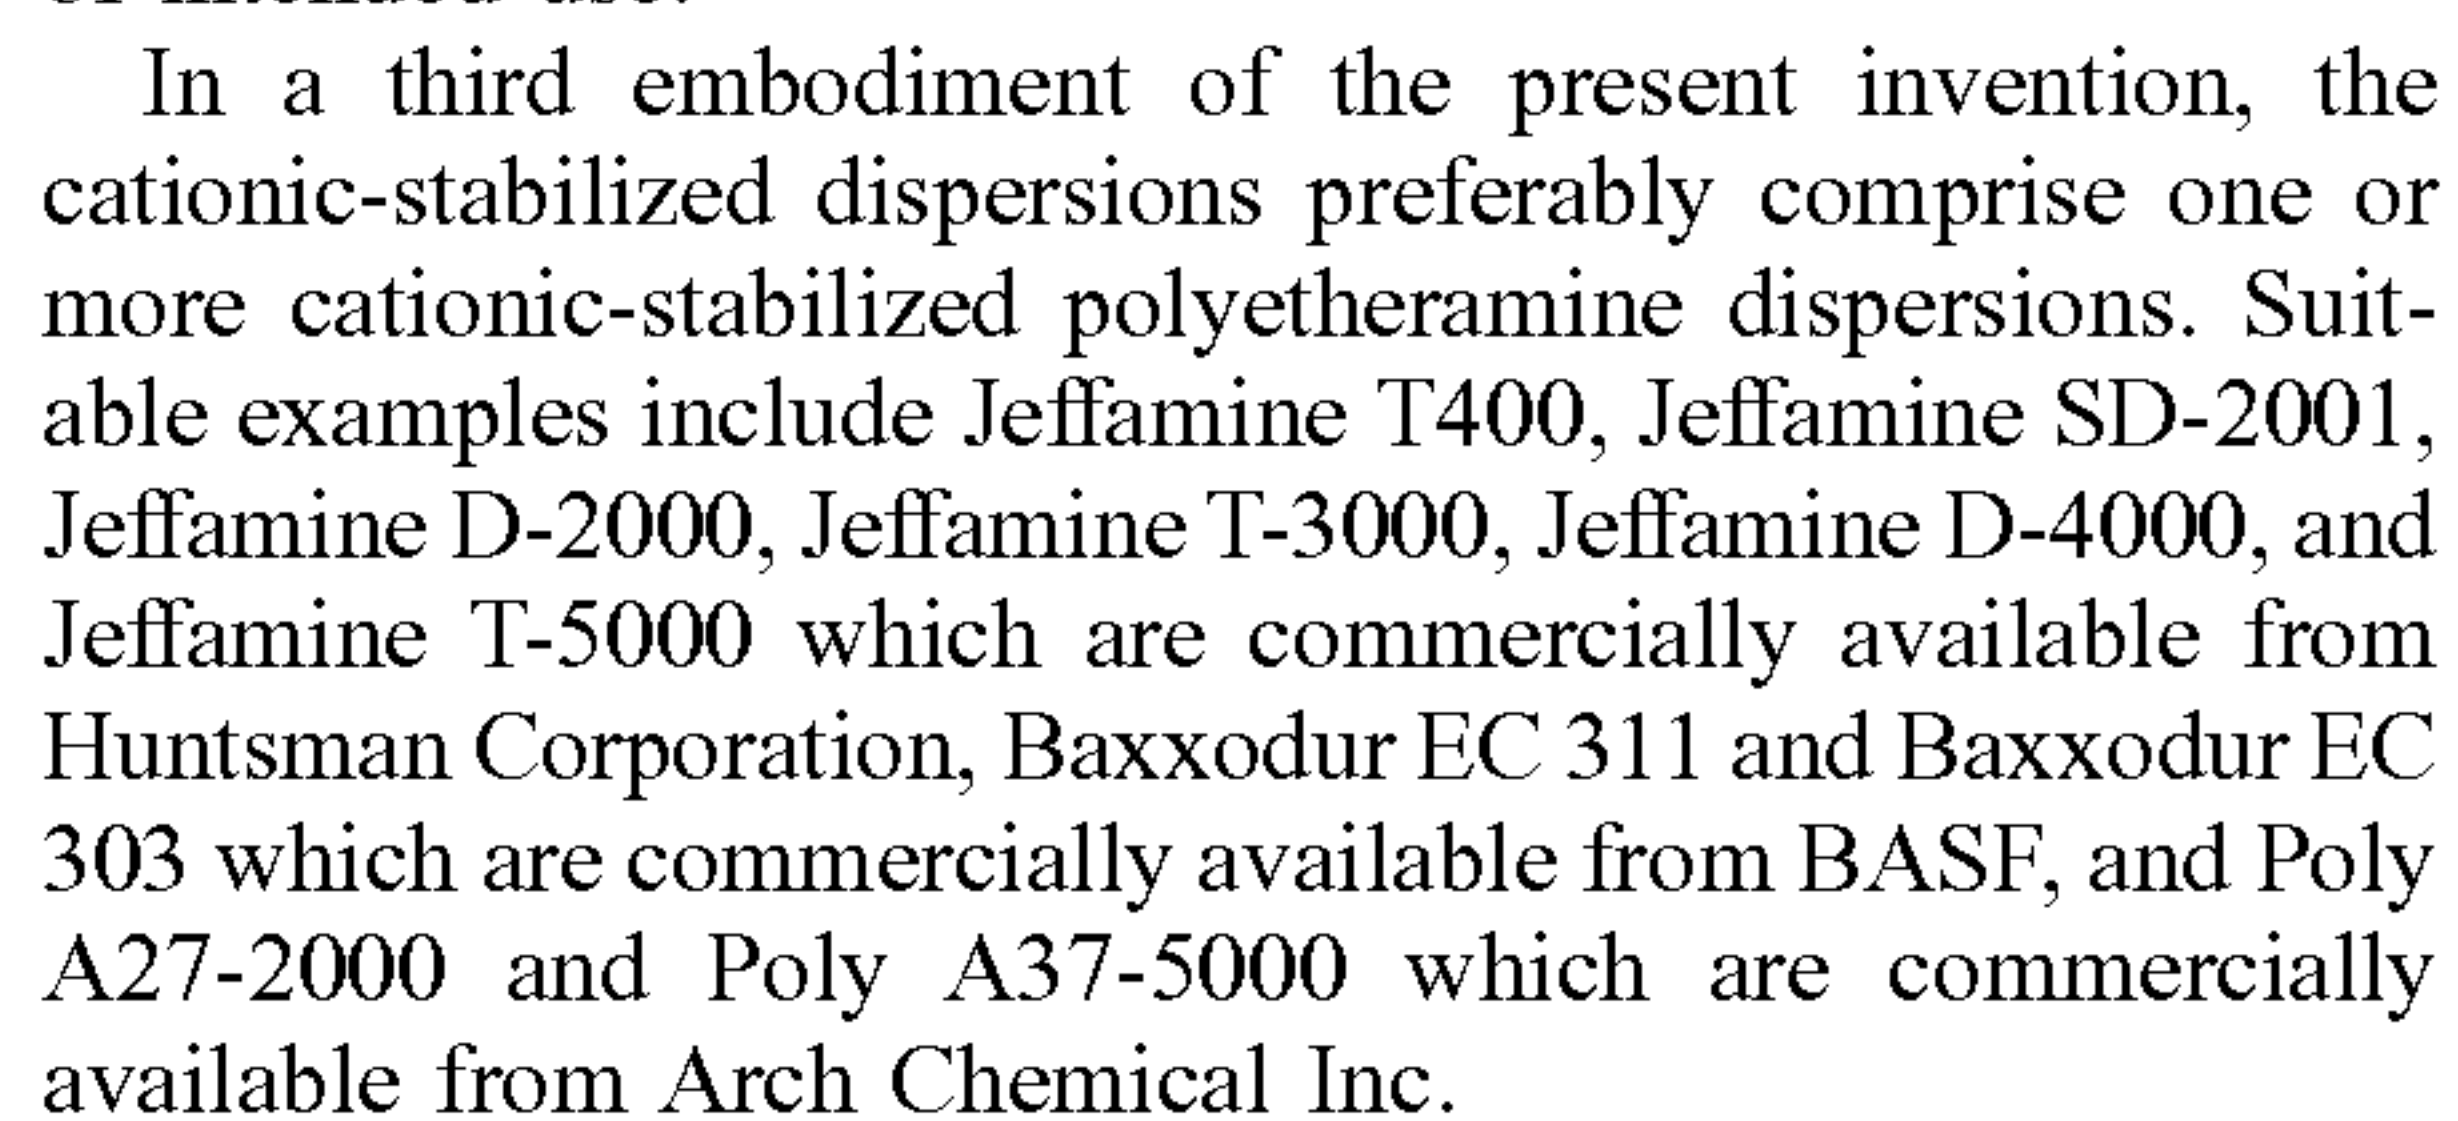 In a third embodiment of the present invention, the
cationic-stabilized dispersions preferably comprise one or
more cationic-stabilized polyetheramine dispersions. Suit-
able examples include Jeffamine T400, Jeffamine SD-2001,
Jeffamine D-2000, Jeffamine T-3000, Jeffamine D-4000, and
Jeffamine T-5000 which are commercially available from
Huntsman Corporation, Baxxodur EC 311 and Baxxodur EC
303 which are commercially available from BASF, and Poly
A27-2000 and Poly A37-5000 which are commercially
available from Arch Chemical Inc.